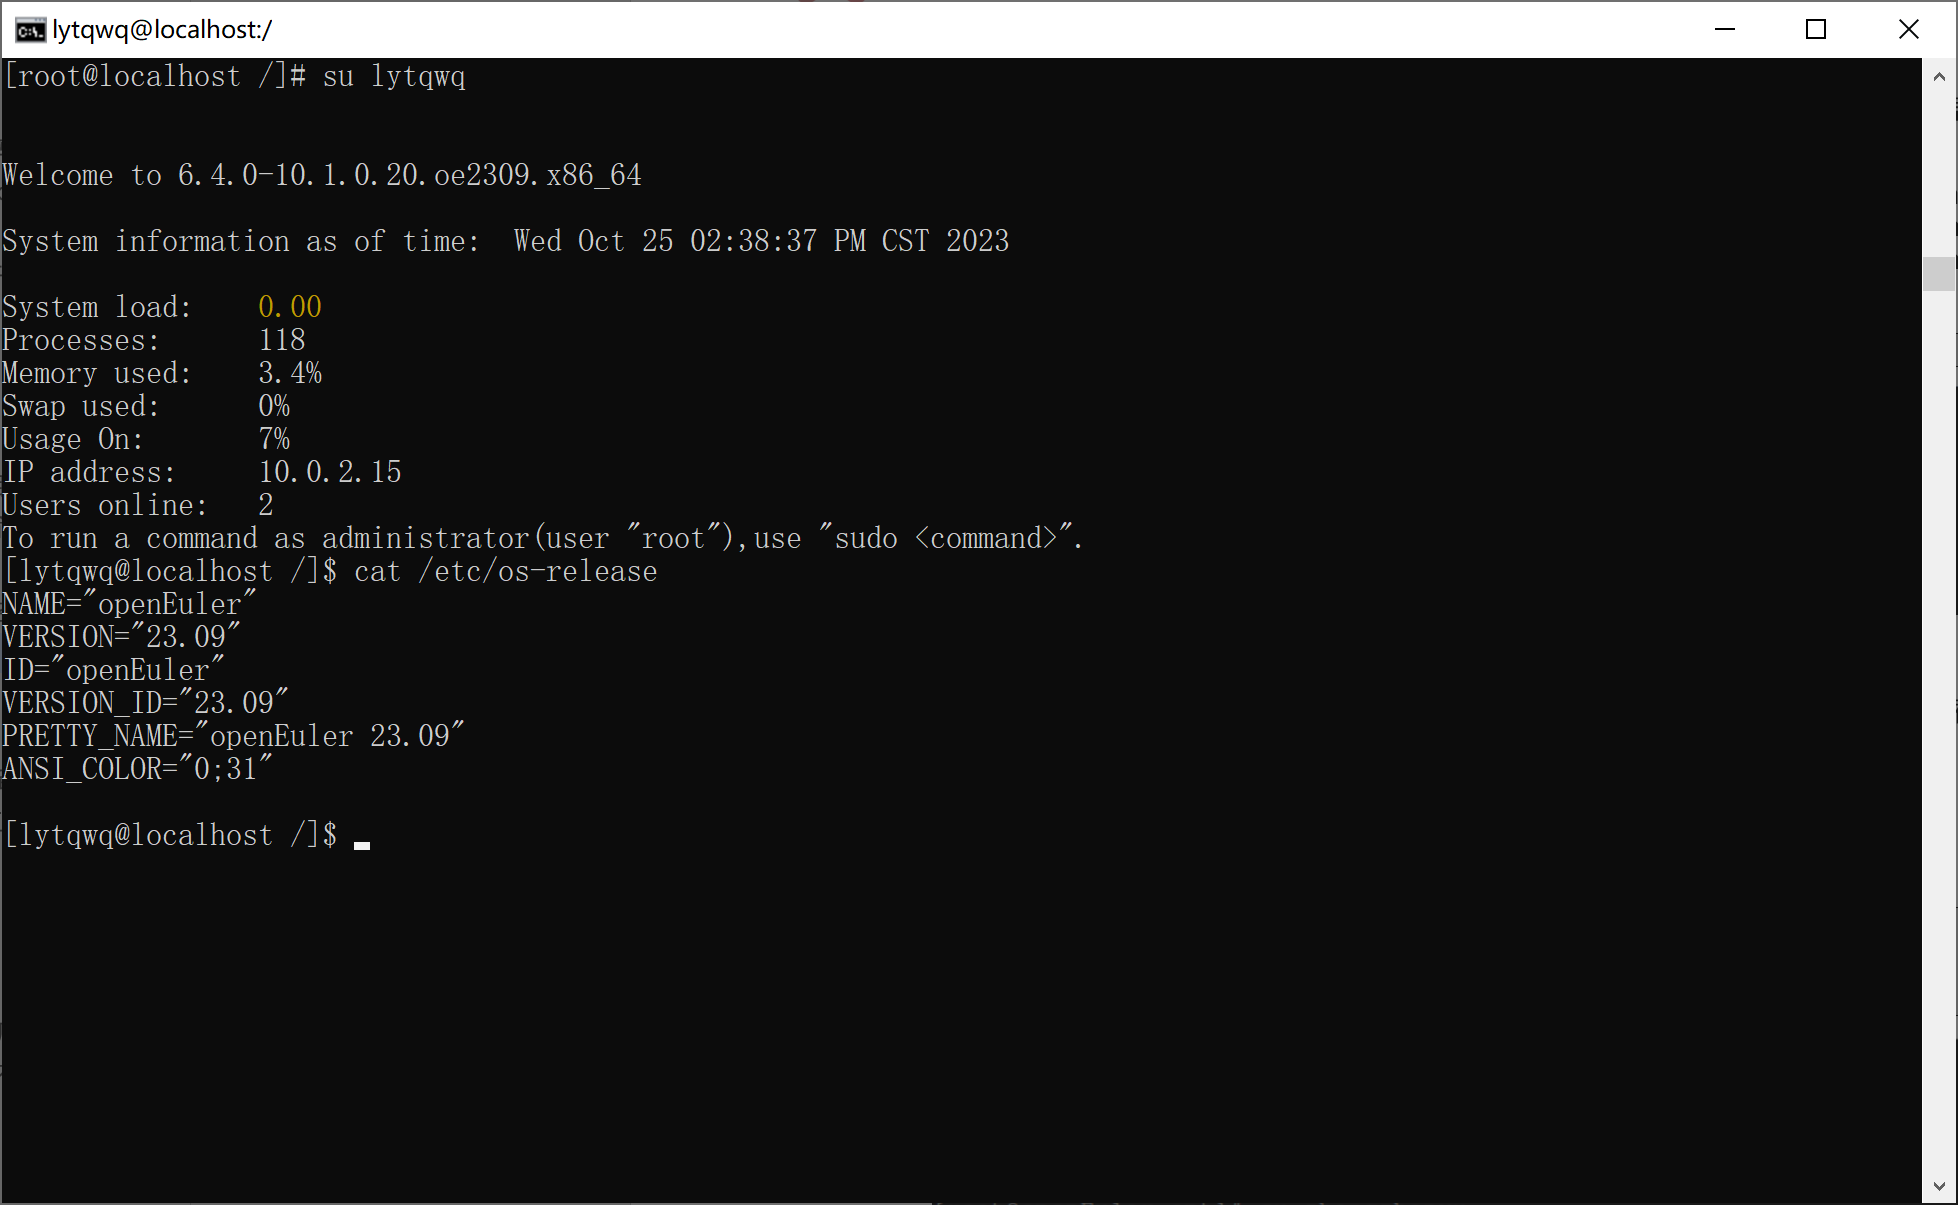 lytqwq@localhost:/
[root@localhost /]# su lytqwq
Welcome to 6.4.0-10.1.0.20.oe2309.x86_64
System information as of time:  Wed Oct 25 02:38:37 PM CST 2023
System load:    0.00
Processes:      118
Memory used:    3.4%
Swap used:      0%
Usage On:       7%
IP address:     10.0.2.15
Users online:   2
To run a command as administrator(user "root"),use "sudo <command>".
[lytqwq@localhost /]$ cat /etc/os-release
NAME="openEuler"
VERSION="23.09"
ID="openEuler"
VERSION_ID="23.09"
PRETTY_NAME="openEuler 23.09"
ANSI_COLOR="0;31"
[lytqwq@localhost /]$